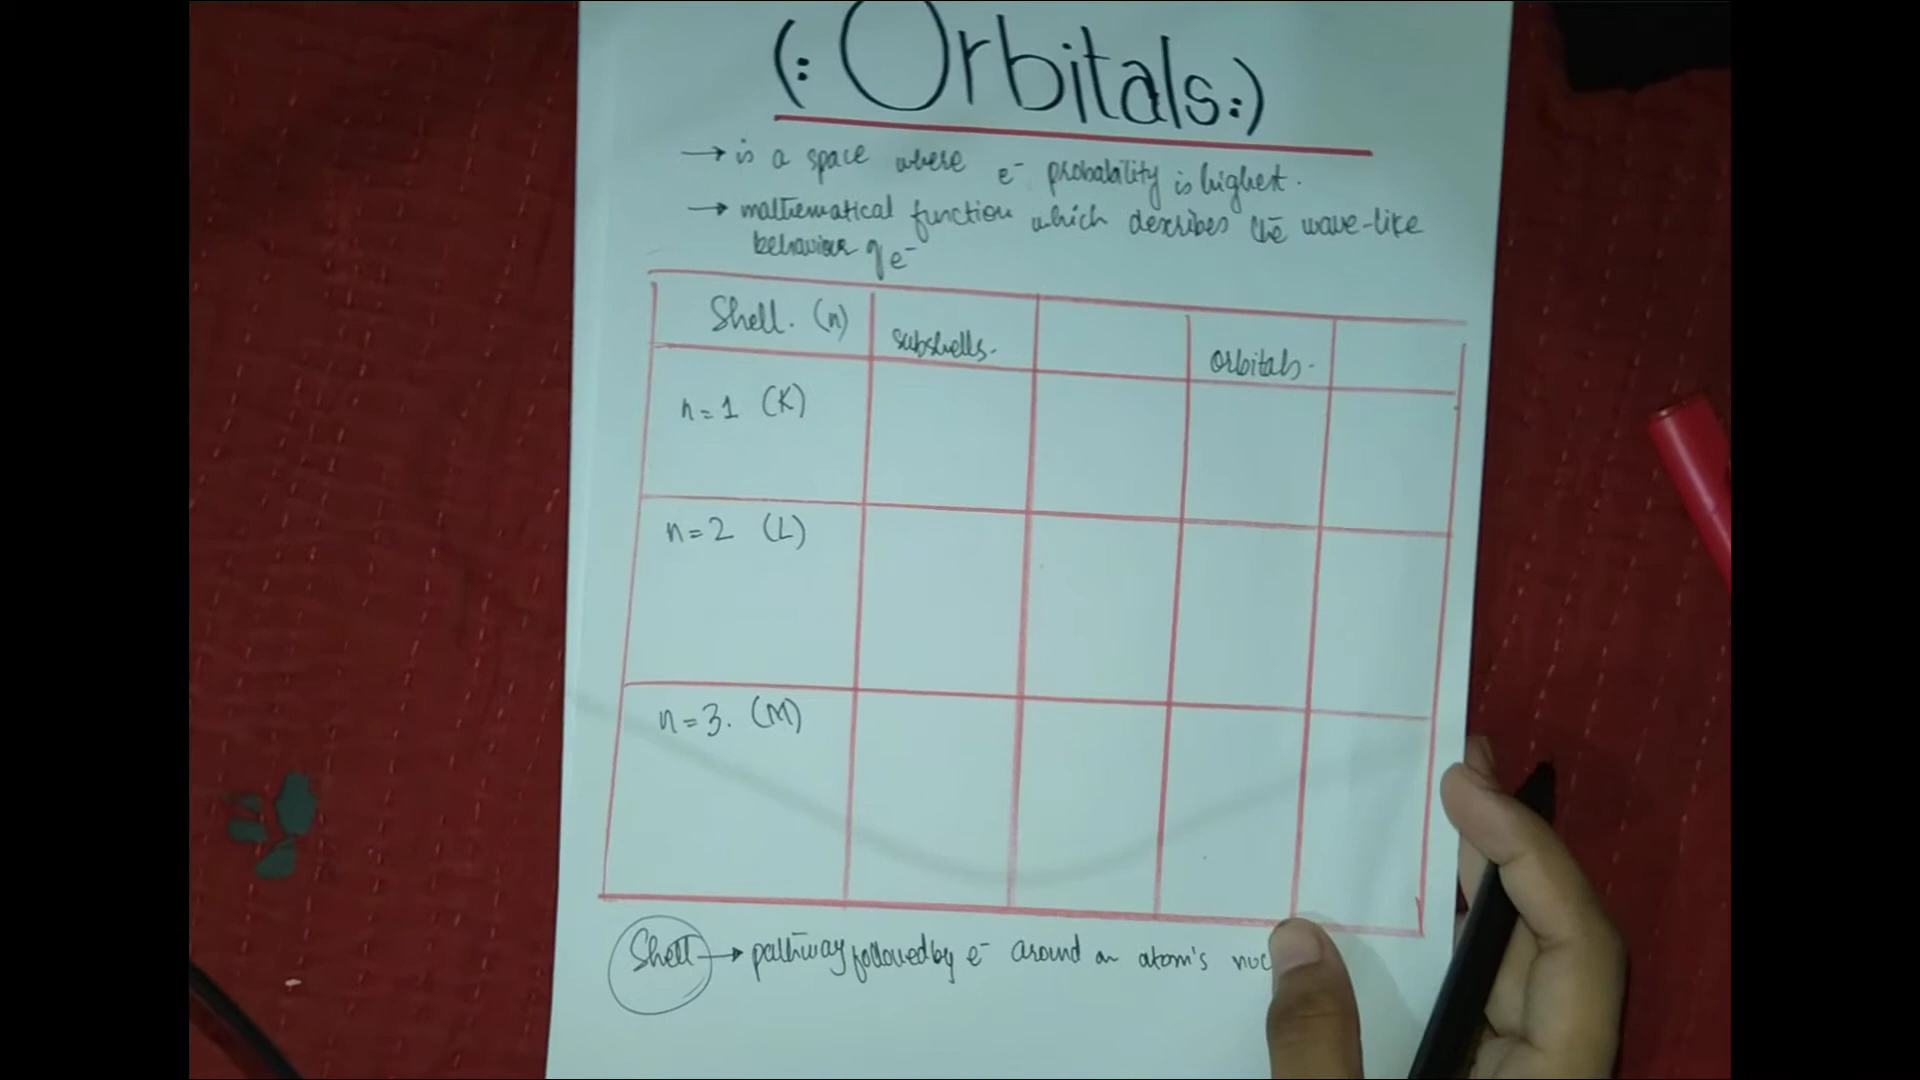 (: Orbitals :)
→ is a space where e⁻ probability is highest.
→ mathematical function which describes the wave-like
behaviour of e⁻
Shell. (n) subshells. orbitals.
n = 1 (K)
n = 2 (L)
n = 3. (M)
Shell → pathway followed by e⁻ around an atom's nuc